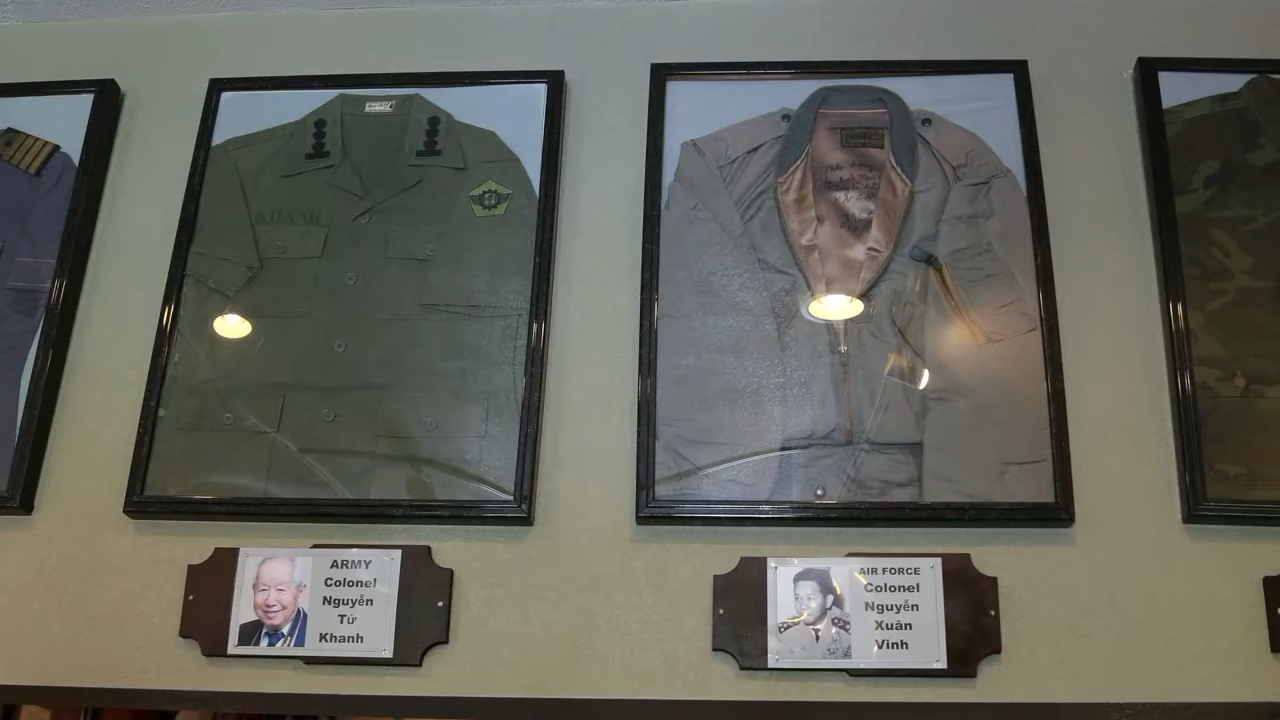 KHANH
ARMY
Colonel
Nguyễn
Tử
Khanh
AIR FORCE
Colonel
Nguyễn
Xuân
Vinh